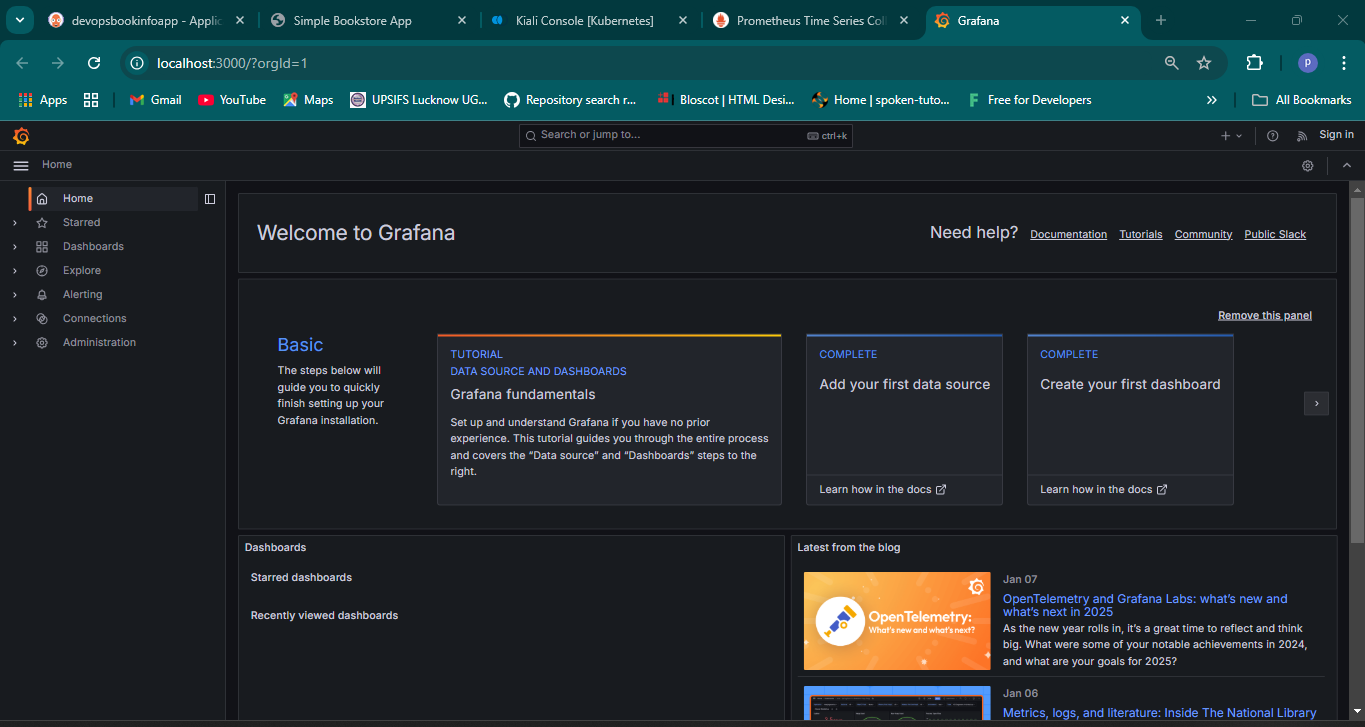 devopsbookinfoapp - Applic
Simple Bookstore App
Kiali Console [Kubernetes]
Prometheus Time Series Coll
Grafana
localhost:3000/?orgId=1
p
Apps
Gmail
YouTube
Maps
UPSIFS Lucknow UG...
Repository search r...
Bloscot | HTML Desi...
Home | spoken-tuto...
Free for Developers
All Bookmarks
Search or jump to...
ctrl+k
Sign in
Home
Home
Starred
Dashboards
Explore
Alerting
Connections
Administration
Welcome to Grafana
Need help?
Documentation
Tutorials
Community
Public Slack
Remove this panel
Basic
The steps below will
guide you to quickly
finish setting up your
Grafana installation.
TUTORIAL
DATA SOURCE AND DASHBOARDS
Grafana fundamentals
Set up and understand Grafana if you have no prior
experience. This tutorial guides you through the entire process
and covers the “Data source” and “Dashboards” steps to the
right.
COMPLETE
Add your first data source
Learn how in the docs
COMPLETE
Create your first dashboard
Learn how in the docs
Dashboards
Starred dashboards
Recently viewed dashboards
Latest from the blog
OpenTelemetry:
What's new and what's next?
Jan 07
OpenTelemetry and Grafana Labs: what’s new and
what’s next in 2025
As the new year rolls in, it’s a great time to reflect and think
big. What were some of your notable achievements in 2024,
and what are your goals for 2025?
Jan 06
Metrics, logs, and literature: Inside The National Library